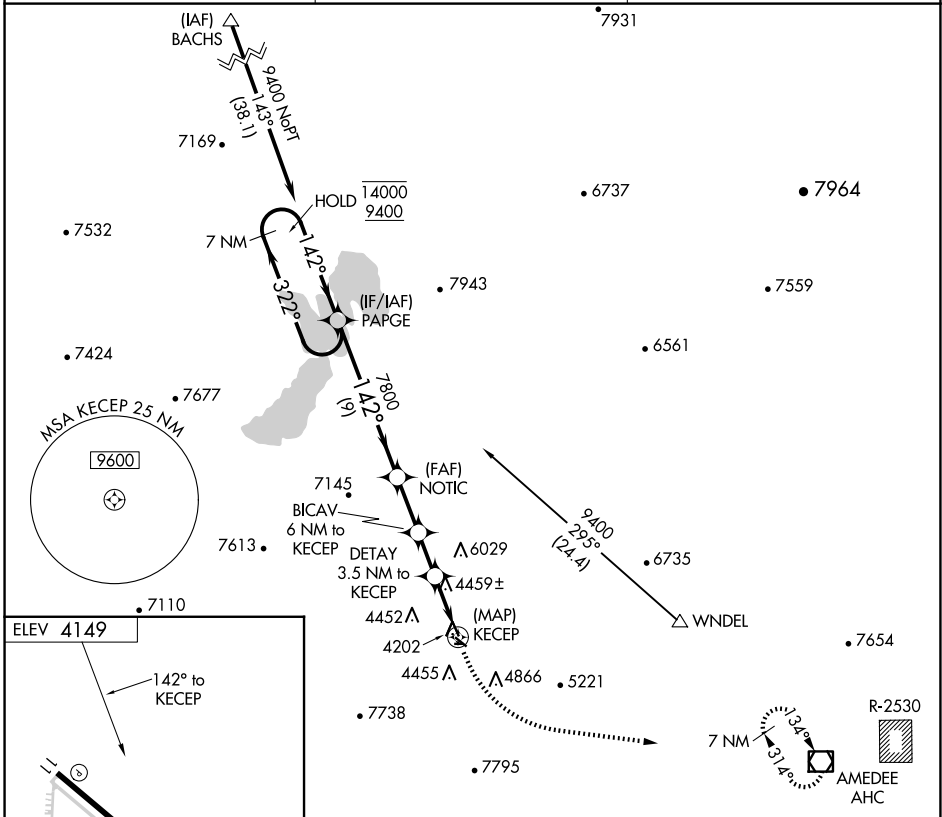 (IAF)
BACHS
7931
9400 NoPT
143°
(38.1)
7169
HOLD 14000
9400
6737
7964
7532
7 NM
142°
322°
(IF/IAF)
PAPGE
7943
7559
7424
6561
7677
7800
142°
(9)
MSA KECEP 25 NM
9600
(FAF)
NOTIC
7145
BICAV
6 NM to
KECEP
9400
295°
(24.4)
7613
DETAY
3.5 NM to
KECEP
6029
4459±
6735
7110
4452
(MAP)
KECEP
WNDEL
ELEV 4149
4202
7654
142° to
KECEP
4455
4866
5221
7738
R-2530
7 NM
134°
314°
7795
AMEDEE
AHC
P